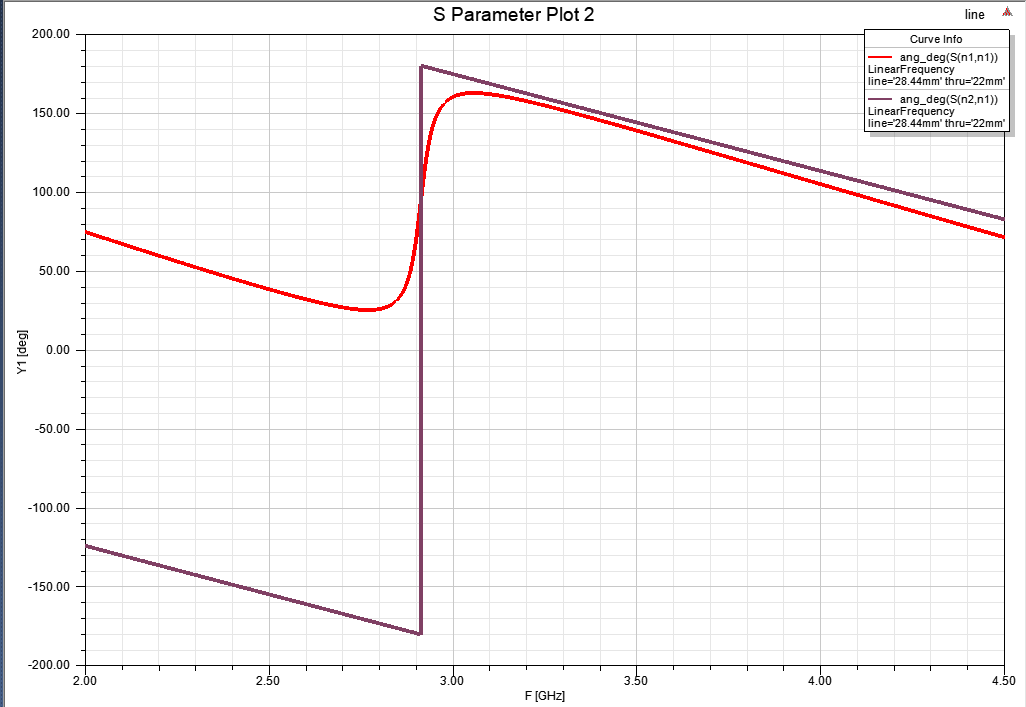 S Parameter Plot 2
line
Curve Info
ang_deg(S(n1,n1))
LinearFrequency
line='28.44mm' thru='22mm'
ang_deg(S(n2,n1))
LinearFrequency
line='28.44mm' thru='22mm'
200.00
150.00
100.00
50.00
0.00
-50.00
-100.00
-150.00
-200.00
Y1 [deg]
2.00 2.50 3.00 3.50 4.00 4.50
F [GHz]